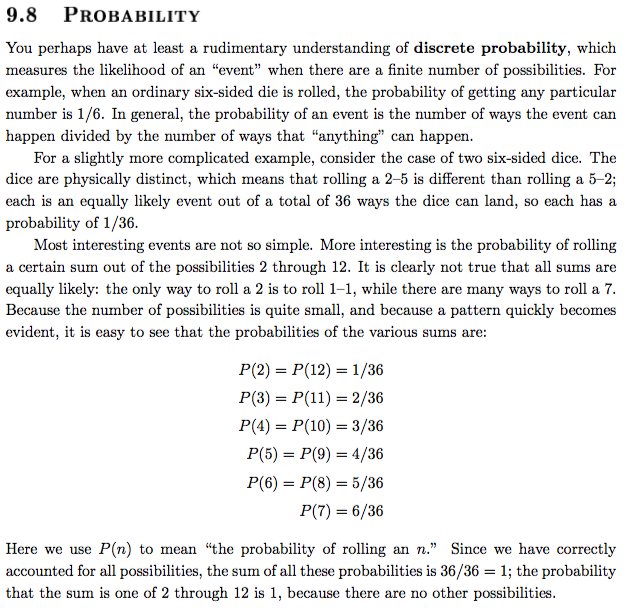 9.8 PROBABILITY
You perhaps have at least a rudimentary understanding of discrete probability, which
measures the likelihood of an “event” when there are a finite number of possibilities. For
example, when an ordinary six-sided die is rolled, the probability of getting any particular
number is 1/6. In general, the probability of an event is the number of ways the event can
happen divided by the number of ways that “anything” can happen.
For a slightly more complicated example, consider the case of two six-sided dice. The
dice are physically distinct, which means that rolling a 2–5 is different than rolling a 5–2;
each is an equally likely event out of a total of 36 ways the dice can land, so each has a
probability of 1/36.
Most interesting events are not so simple. More interesting is the probability of rolling
a certain sum out of the possibilities 2 through 12. It is clearly not true that all sums are
equally likely: the only way to roll a 2 is to roll 1–1, while there are many ways to roll a 7.
Because the number of possibilities is quite small, and because a pattern quickly becomes
evident, it is easy to see that the probabilities of the various sums are:
P(2) = P(12) = 1/36
P(3) = P(11) = 2/36
P(4) = P(10) = 3/36
P(5) = P(9) = 4/36
P(6) = P(8) = 5/36
P(7) = 6/36
Here we use P(n) to mean “the probability of rolling an n.” Since we have correctly
accounted for all possibilities, the sum of all these probabilities is 36/36 = 1; the probability
that the sum is one of 2 through 12 is 1, because there are no other possibilities.